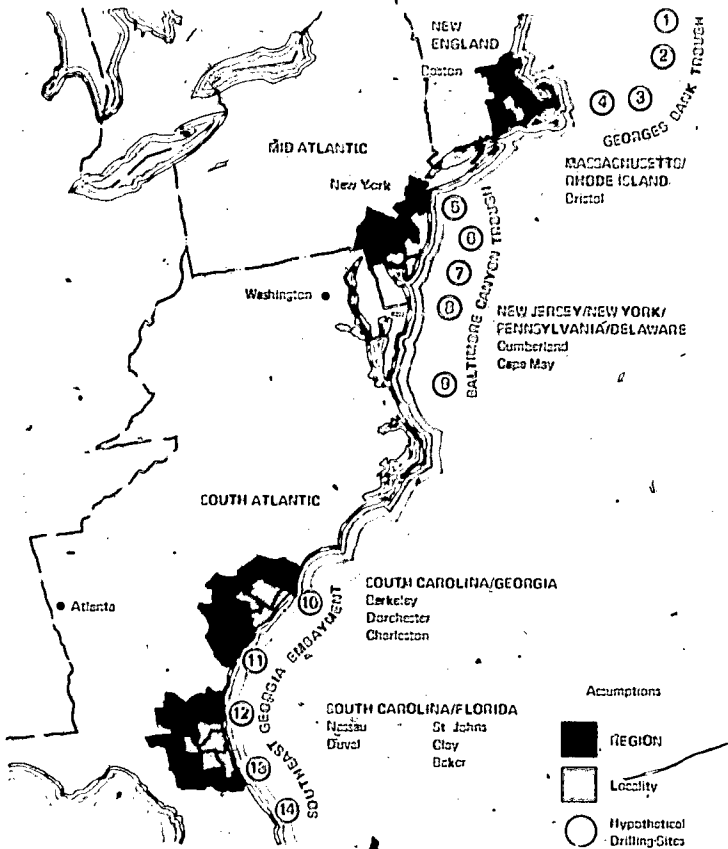 NEW
ENGLAND
Boston
1
2
3
4
GEORGES BANK TROUGH
MASSACHUSETTS/
RHODE ISLAND
Bristol
MID ATLANTIC
New York
5
6
7
8
9
BALTIMORE CANYON TROUGH
Washington
NEW JERSEY/NEW YORK/
PENNSYLVANIA/DELAWARE
Cumberland
Cape May
SOUTH ATLANTIC
Atlanta
SOUTH CAROLINA/GEORGIA
Berkeley
Dorchester
Charleston
10
11
12
13
14
SOUTHEAST GEORGIA EMBAYMENT
SOUTH CAROLINA/FLORIDA
Nassau St Johns
Duval Clay
Baker
Assumptions
REGION
Locality
Hypothetical
Drilling Sites